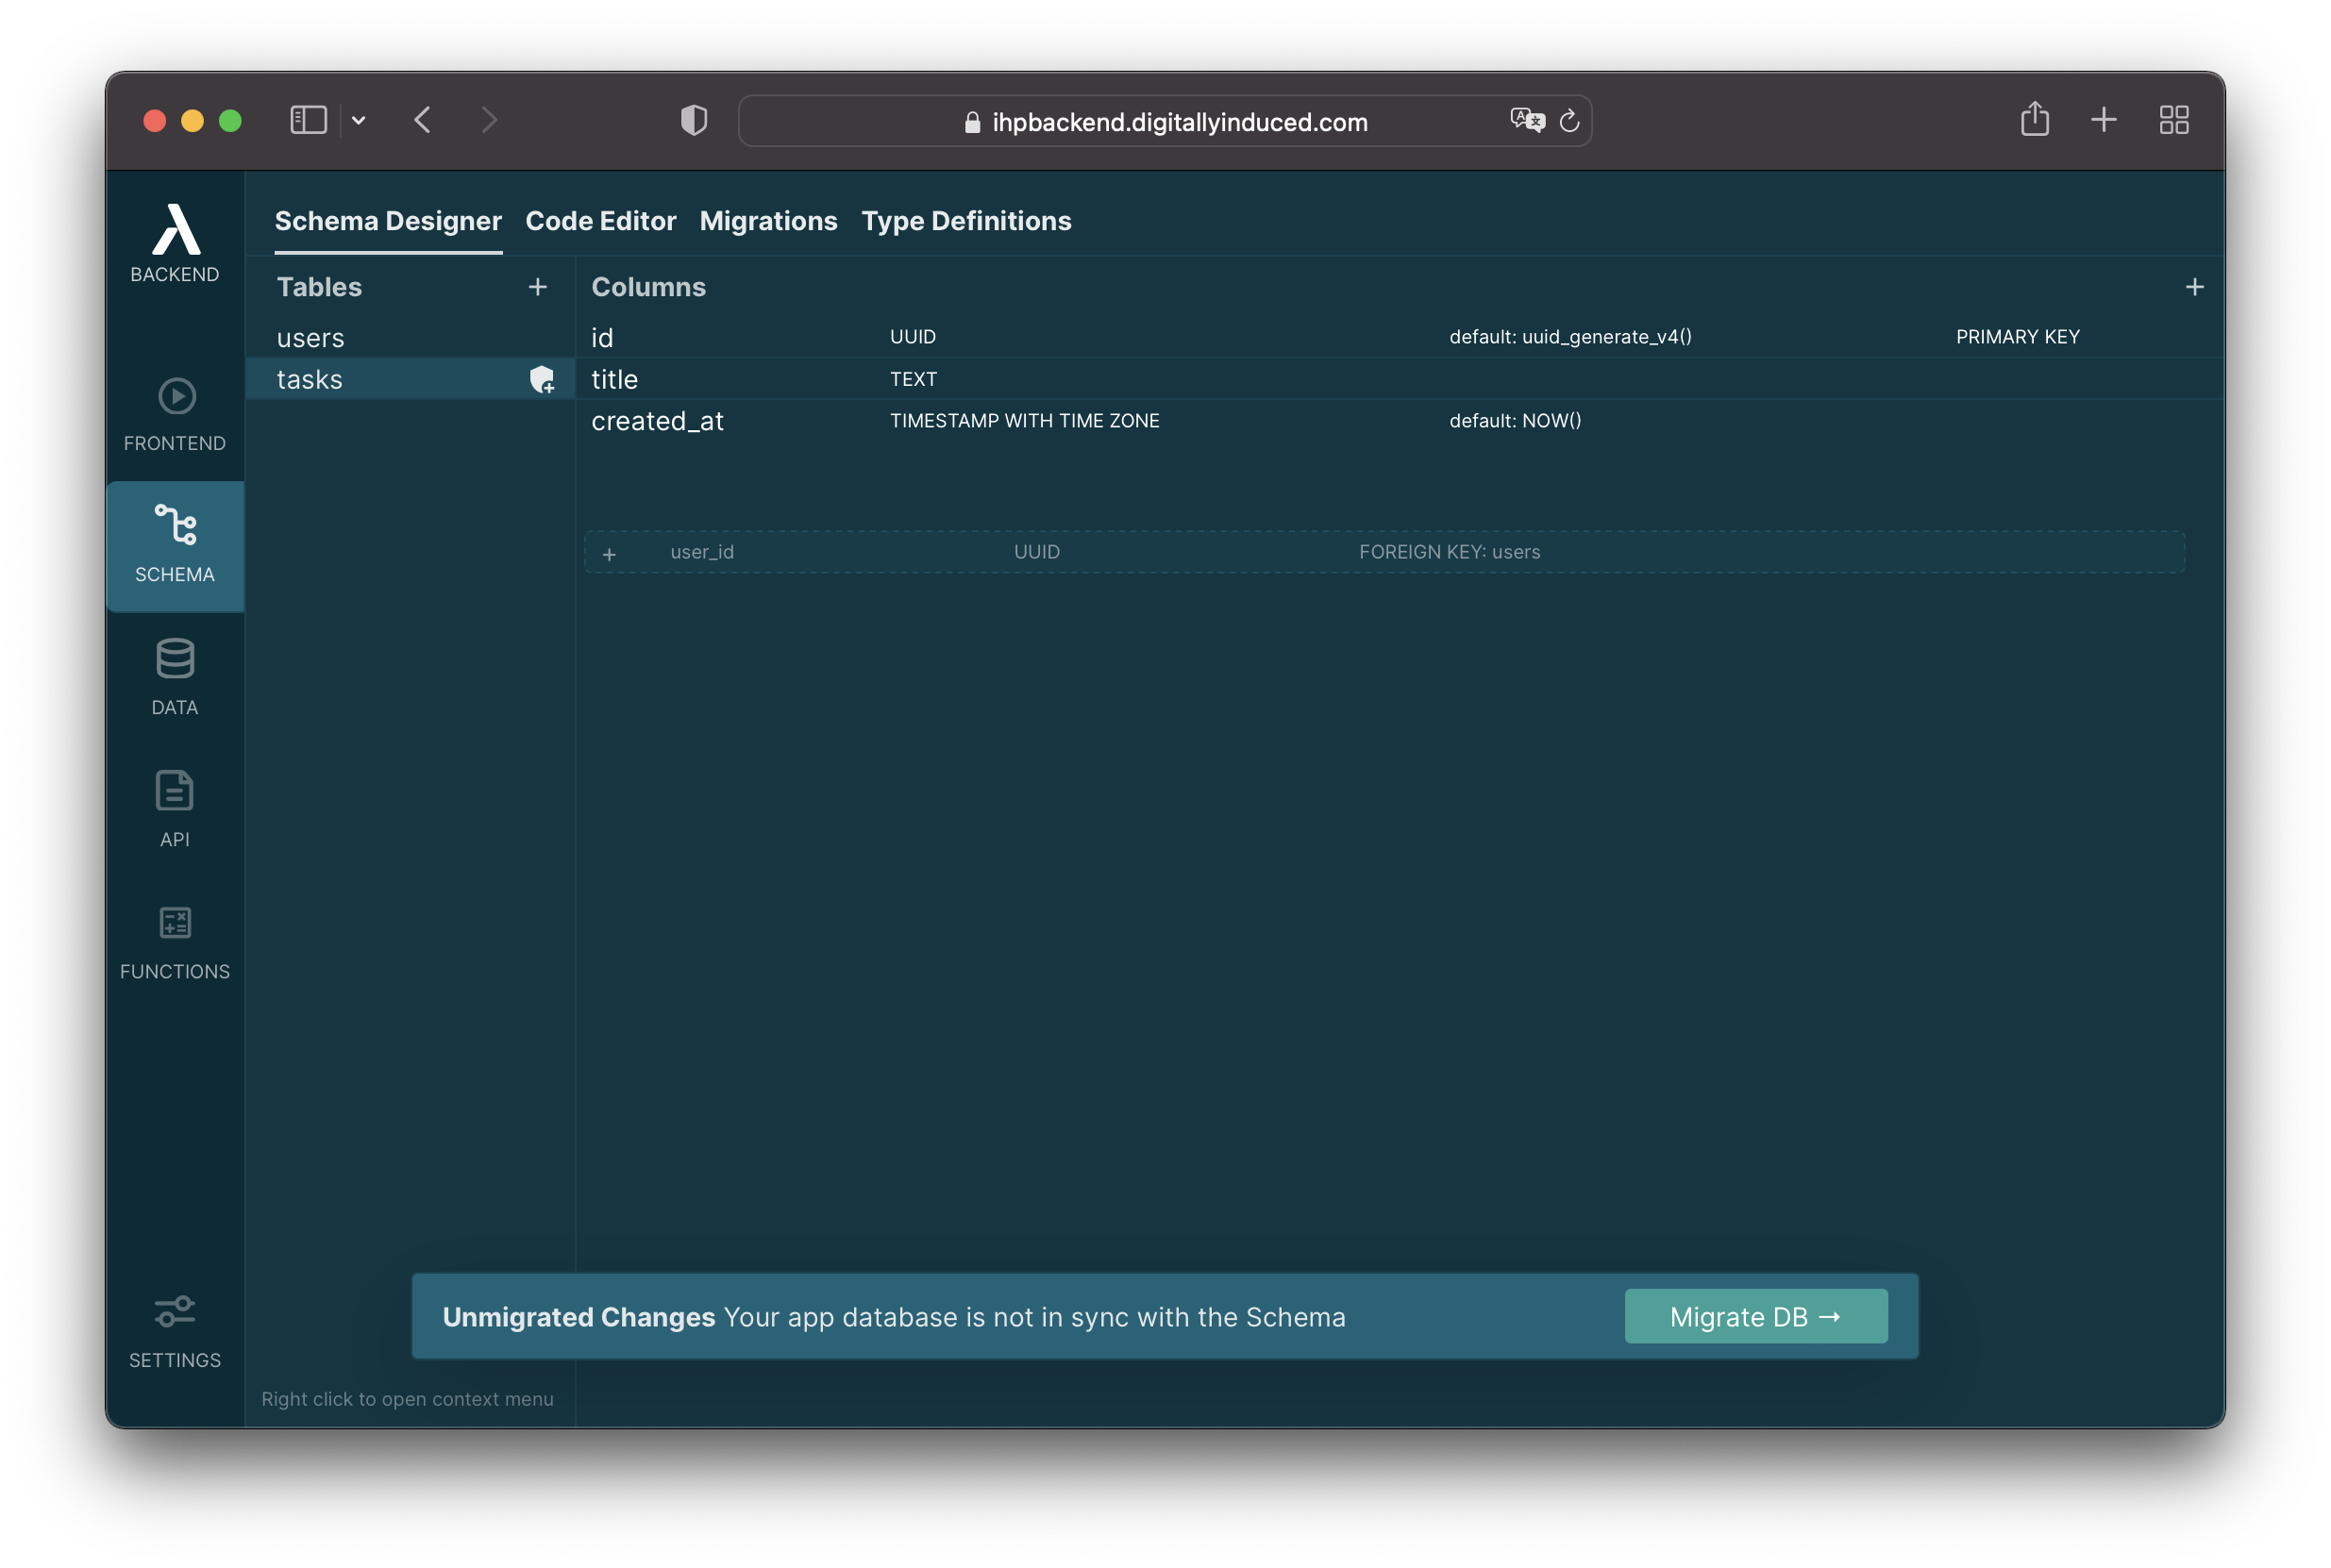 ihpbackend.digitallyinduced.com
BACKEND
FRONTEND
SCHEMA
DATA
API
FUNCTIONS
SETTINGS
Schema Designer Code Editor Migrations Type Definitions
Tables +
users
tasks
Right click to open context menu
Columns +
id UUID default: uuid_generate_v4() PRIMARY KEY
title TEXT
created_at TIMESTAMP WITH TIME ZONE default: NOW()
+ user_id UUID FOREIGN KEY: users
Unmigrated Changes Your app database is not in sync with the Schema Migrate DB →